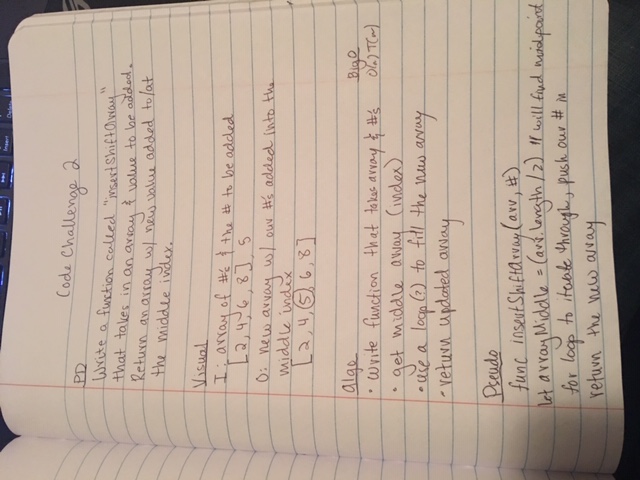 Insert
Delete
Code Challenge 2
PD
Write a function called "insertShiftArray"
that takes in an array & value to be added.
Return an array w/ new value added to/at
the middle index.
Visual
I: array of #'s & the # to be added
[2, 4, 6, 8], 5
O: new array w/ our #'s added into the
middle index
[2, 4, 5, 6, 8]
algo
Big O
• write function that takes array & #'s
O(n) T(n)
• get middle array (index)
• use a loop (?) to fill the new array
• return updated array
Pseudo
func insertShiftArray (arr, #)
let arrayMiddle = (arr.length / 2) // will find midpoint
for loop to iterate through, push our # in
return the new array